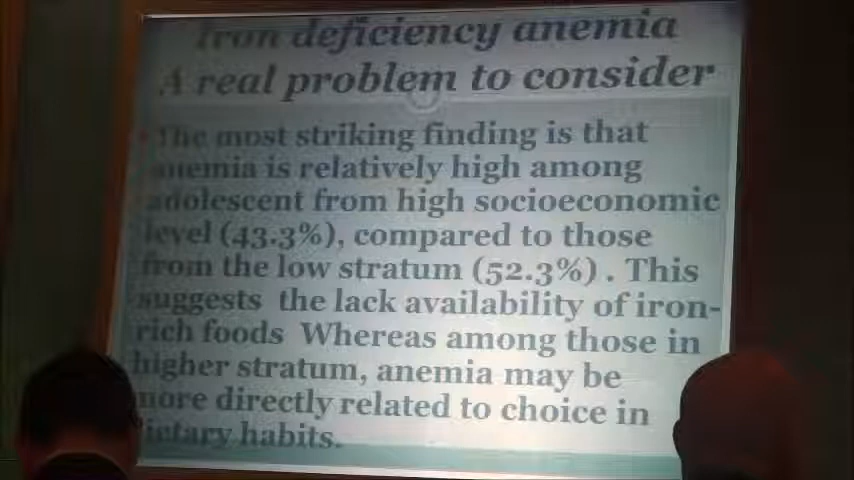 Iron deficiency anemia
A real problem to consider
• The most striking finding is that
anemia is relatively high among
adolescent from high socioeconomic
level (43.3%), compared to those
from the low stratum (52.3%) . This
suggests the lack availability of iron-
rich foods Whereas among those in
higher stratum, anemia may be
more directly related to choice in
dietary habits.